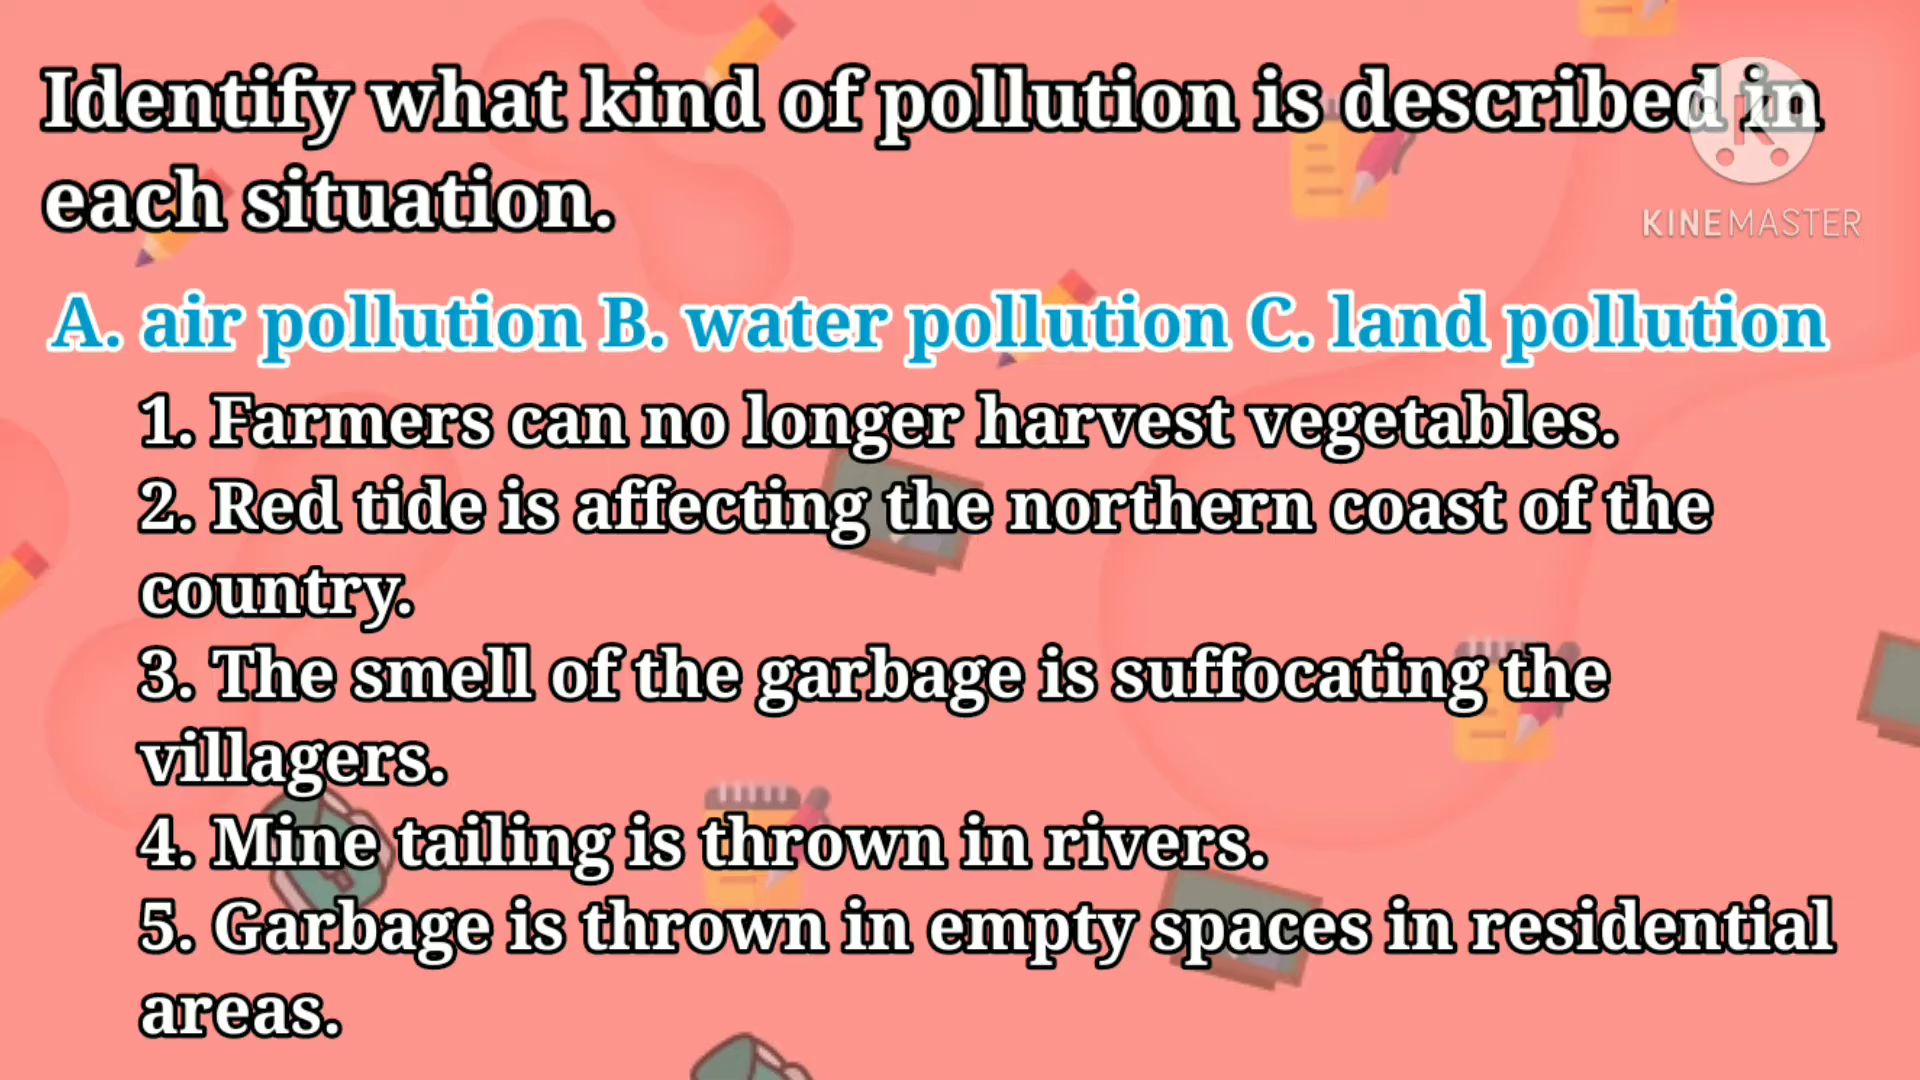 Identify what kind of pollution is described in
each situation.
KINEMASTER
A. air pollution B. water pollution C. land pollution
1. Farmers can no longer harvest vegetables.
2. Red tide is affecting the northern coast of the
country.
3. The smell of the garbage is suffocating the
villagers.
4. Mine tailing is thrown in rivers.
5. Garbage is thrown in empty spaces in residential
areas.